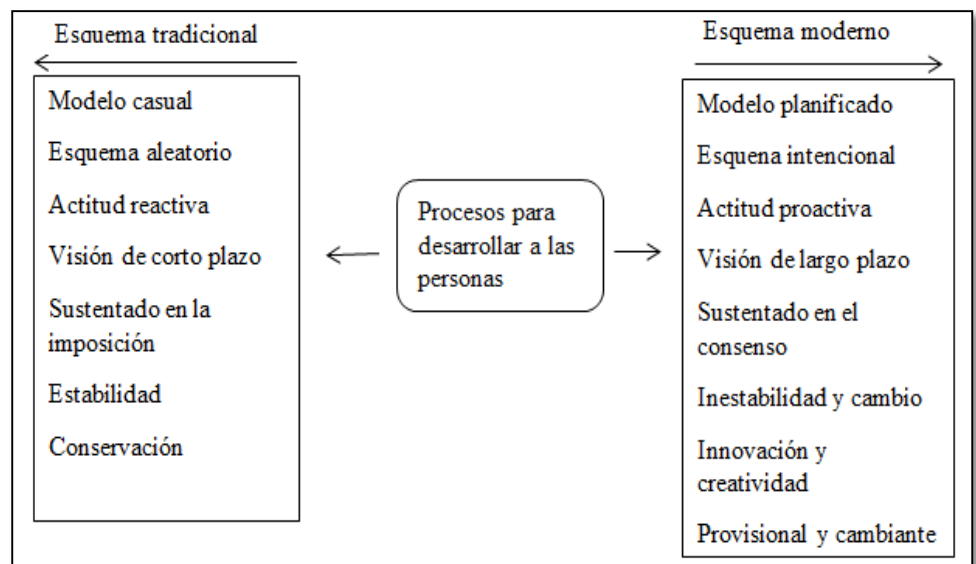 Esquema tradicional
Modelo casual
Esquema aleatorio
Actitud reactiva
Visión de corto plazo
Sustentado en la
imposición
Estabilidad
Conservación
Procesos para
desarrollar a las
personas
Esquema moderno
Modelo planificado
Esquena intencional
Actitud proactiva
Visión de largo plazo
Sustentado en el
consenso
Inestabilidad y cambio
Innovación y
creatividad
Provisional y cambiante